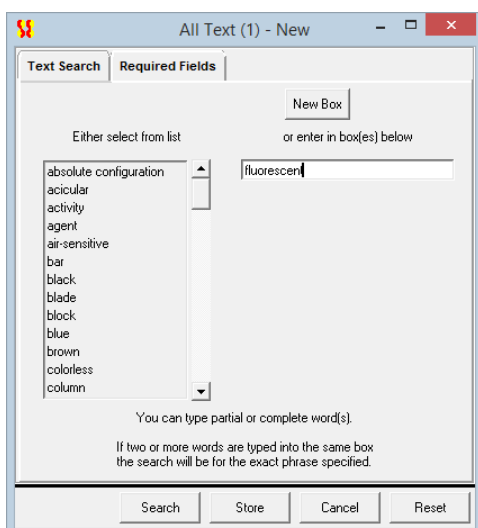 All Text (1) - New
Text Search
Required Fields
New Box
Either select from list
or enter in box(es) below
absolute configuration
acicular
activity
agent
air-sensitive
bar
black
blade
block
blue
brown
colorless
column
fluorescent
You can type partial or complete word(s).
If two or more words are typed into the same box
the search will be for the exact phrase specified.
Search
Store
Cancel
Reset